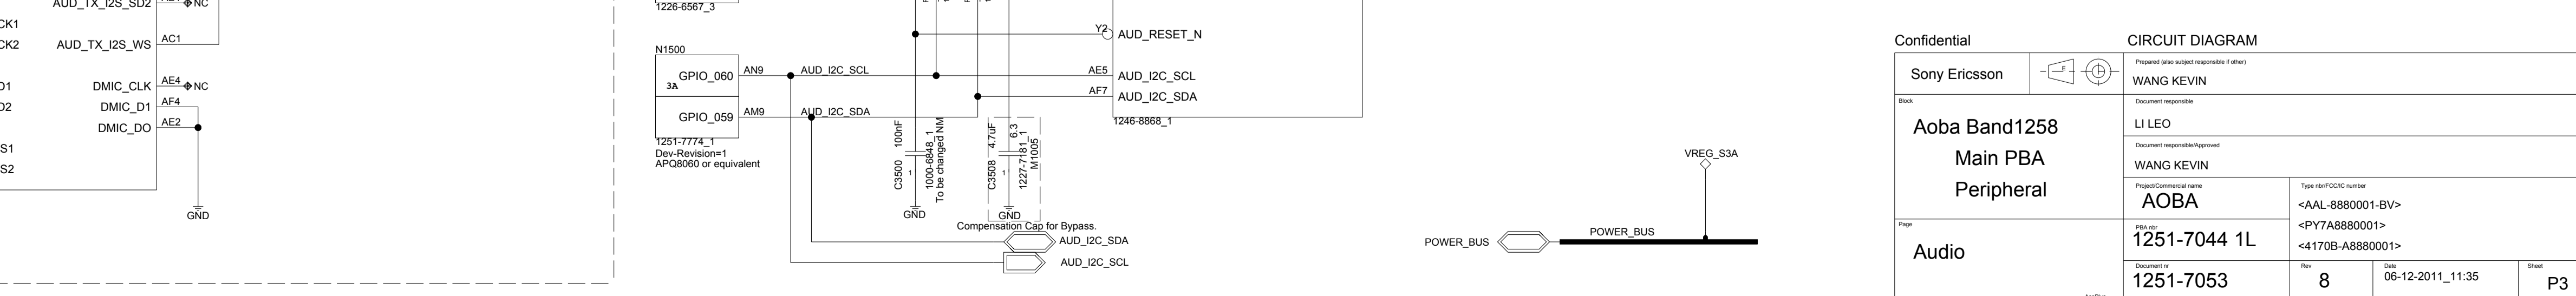 AUD_TX_I2S_SD2
NC
CK1
CK2
AUD_TX_I2S_WS
AC1
D1
DMIC_CLK
AE4
NC
D2
DMIC_D1
AF4
DMIC_DO
AE2
S1
S2
GND
1226-6567_3
N1500
GPIO_060
3A
AN9
AUD_I2C_SCL
GPIO_059
AM9
AUD_I2C_SDA
1251-7774_1
Dev-Revision=1
APQ8060 or equivalent
Y2
AUD_RESET_N
AE5
AUD_I2C_SCL
AF7
AUD_I2C_SDA
1246-8868_1
C3500 100nF
1
1000-6848_1
To be changed NM
GND
C3508 4.7uF
1
6.3
1227-7181_1
M1005
GND
Compensation Cap for Bypass.
AUD_I2C_SDA
AUD_I2C_SCL
POWER_BUS
POWER_BUS
VREG_S3A
Confidential
CIRCUIT DIAGRAM
Sony Ericsson
E
Prepared (also subject responsible if other)
WANG KEVIN
Block
Aoba Band1258
Main PBA
Peripheral
Document responsible
LI LEO
Document responsible/Approved
WANG KEVIN
Project/Commercial name
AOBA
Type nbr/FCC/IC number
<AAL-8880001-BV>
<PY7A8880001>
<4170B-A8880001>
Page
Audio
PBA nbr
1251-7044 1L
Document nr
1251-7053
Rev
8
Date
06-12-2011_11:35
Sheet
P3